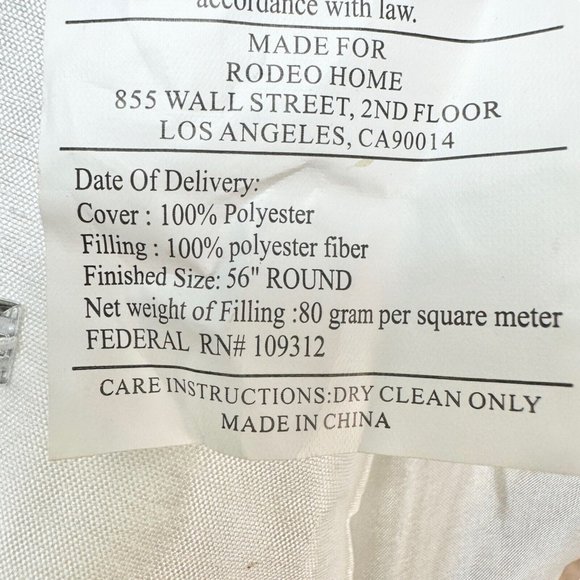 accordance with law.
MADE FOR
RODEO HOME
855 WALL STREET, 2ND FLOOR
LOS ANGELES, CA90014
Date Of Delivery:
Cover : 100% Polyester
Filling : 100% polyester fiber
Finished Size: 56" ROUND
Net weight of Filling :80 gram per square meter
FEDERAL RN# 109312
CARE INSTRUCTIONS:DRY CLEAN ONLY
MADE IN CHINA